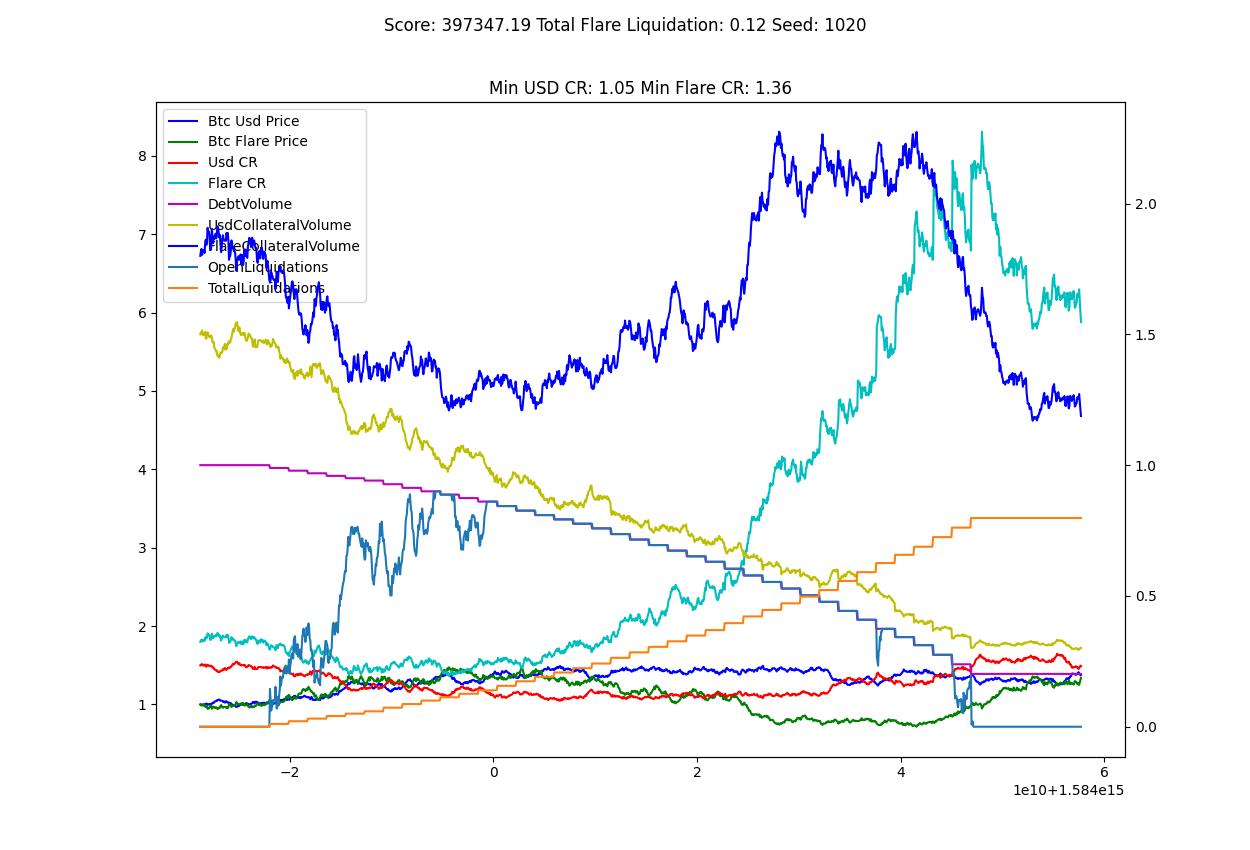 Score: 397347.19 Total Flare Liquidation: 0.12 Seed: 1020
Min USD CR: 1.05 Min Flare CR: 1.36
Btc Usd Price
Btc Flare Price
Usd CR
Flare CR
DebtVolume
UsdCollateralVolume
FlareCollateralVolume
OpenLiquidations
TotalLiquidations
8
7
6
5
4
3
2
1
2.0
1.5
1.0
0.5
0.0
−2
0
2
4
6
1e10+1.584e15